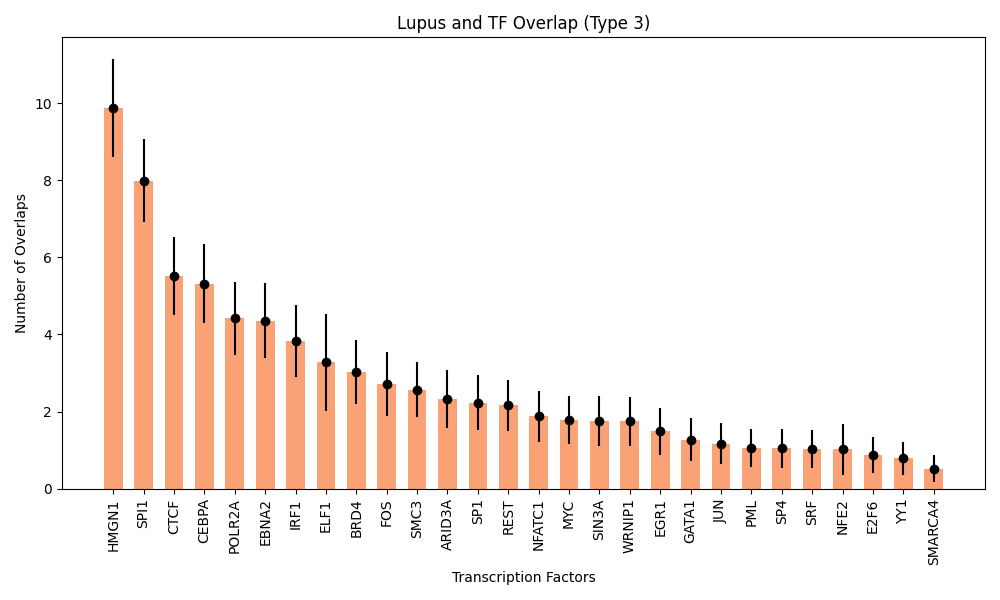 Lupus and TF Overlap (Type 3)
Number of Overlaps
10
8
6
4
2
0
HMGN1
SPI1
CTCF
CEBPA
POLR2A
EBNA2
IRF1
ELF1
BRD4
FOS
SMC3
ARID3A
SP1
REST
NFATC1
MYC
SIN3A
WRNIP1
EGR1
GATA1
JUN
PML
SP4
SRF
NFE2
E2F6
YY1
SMARCA4
Transcription Factors